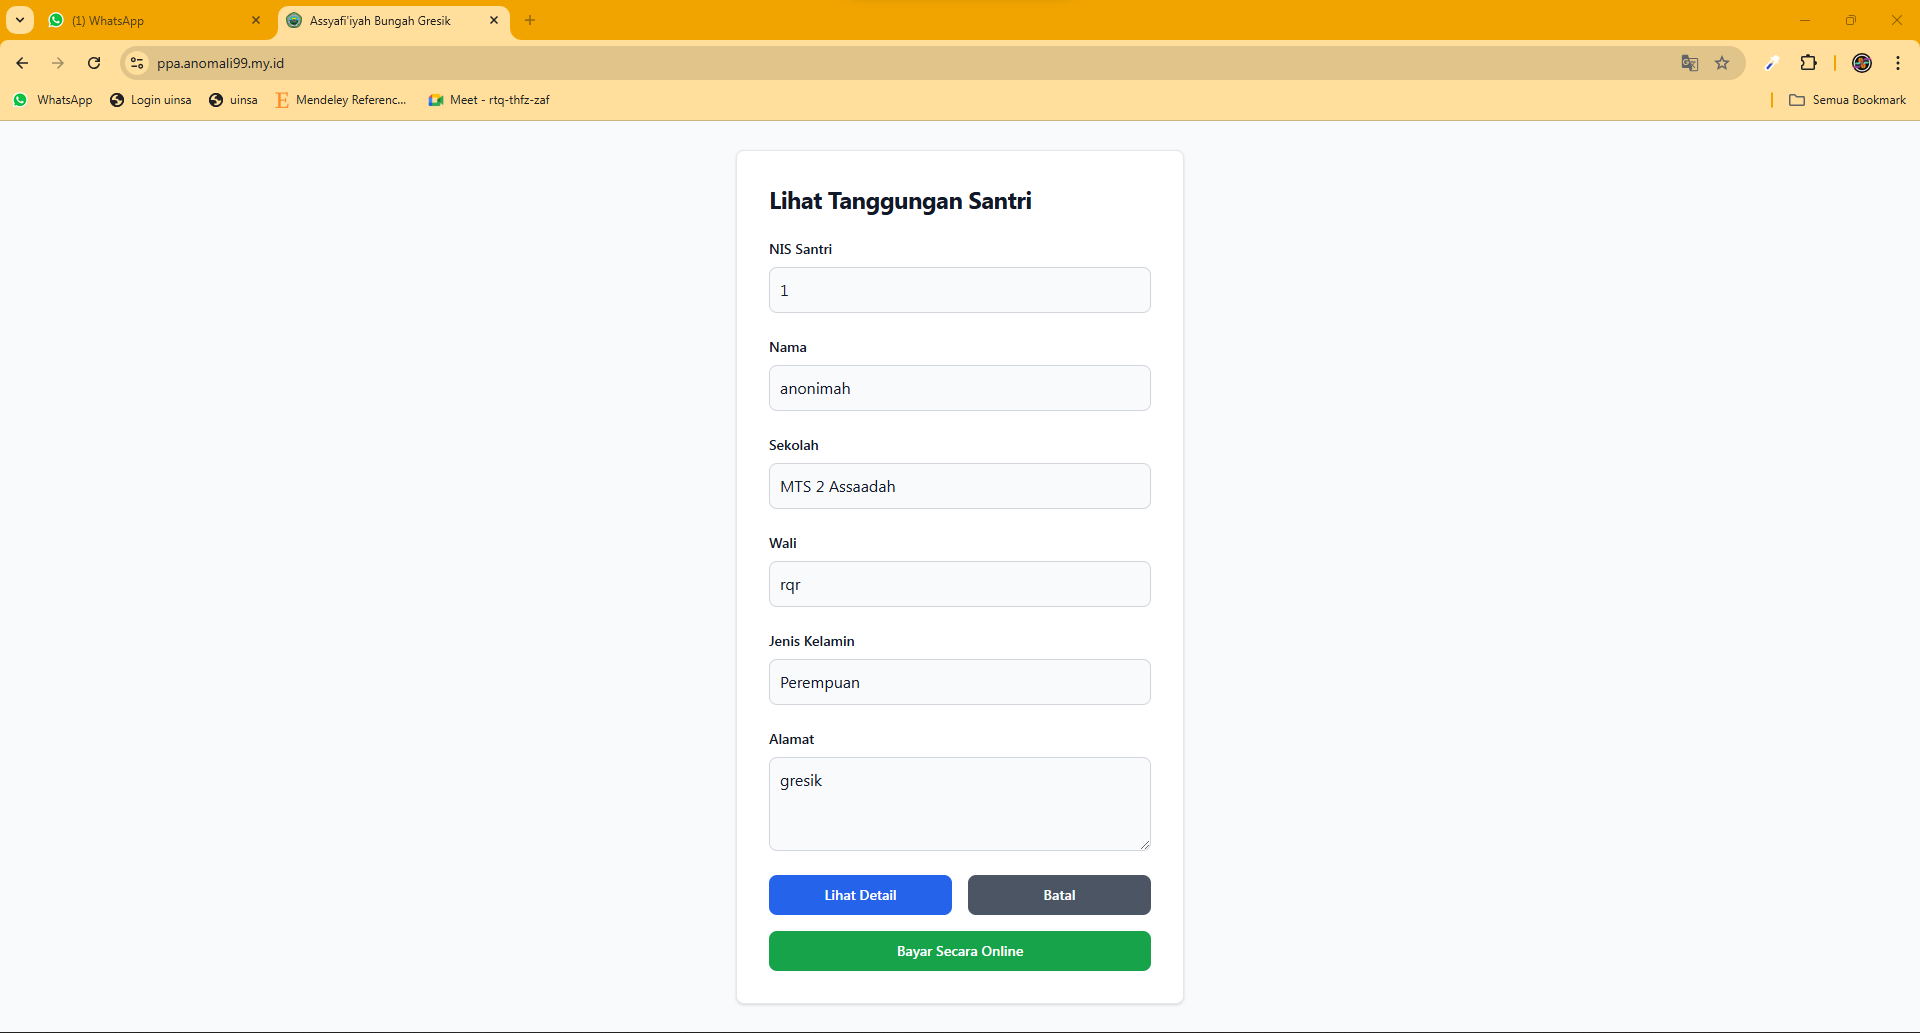 (1) WhatsApp
Assyafi'iyah Bungah Gresik
ppa.anomali99.my.id
WhatsApp
Login uinsa
uinsa
Mendeley Referenc...
Meet - rtq-thfz-zaf
Semua Bookmark
Lihat Tanggungan Santri
NIS Santri
1
Nama
anonimah
Sekolah
MTS 2 Assaadah
Wali
rqr
Jenis Kelamin
Perempuan
Alamat
gresik
Lihat Detail
Batal
Bayar Secara Online